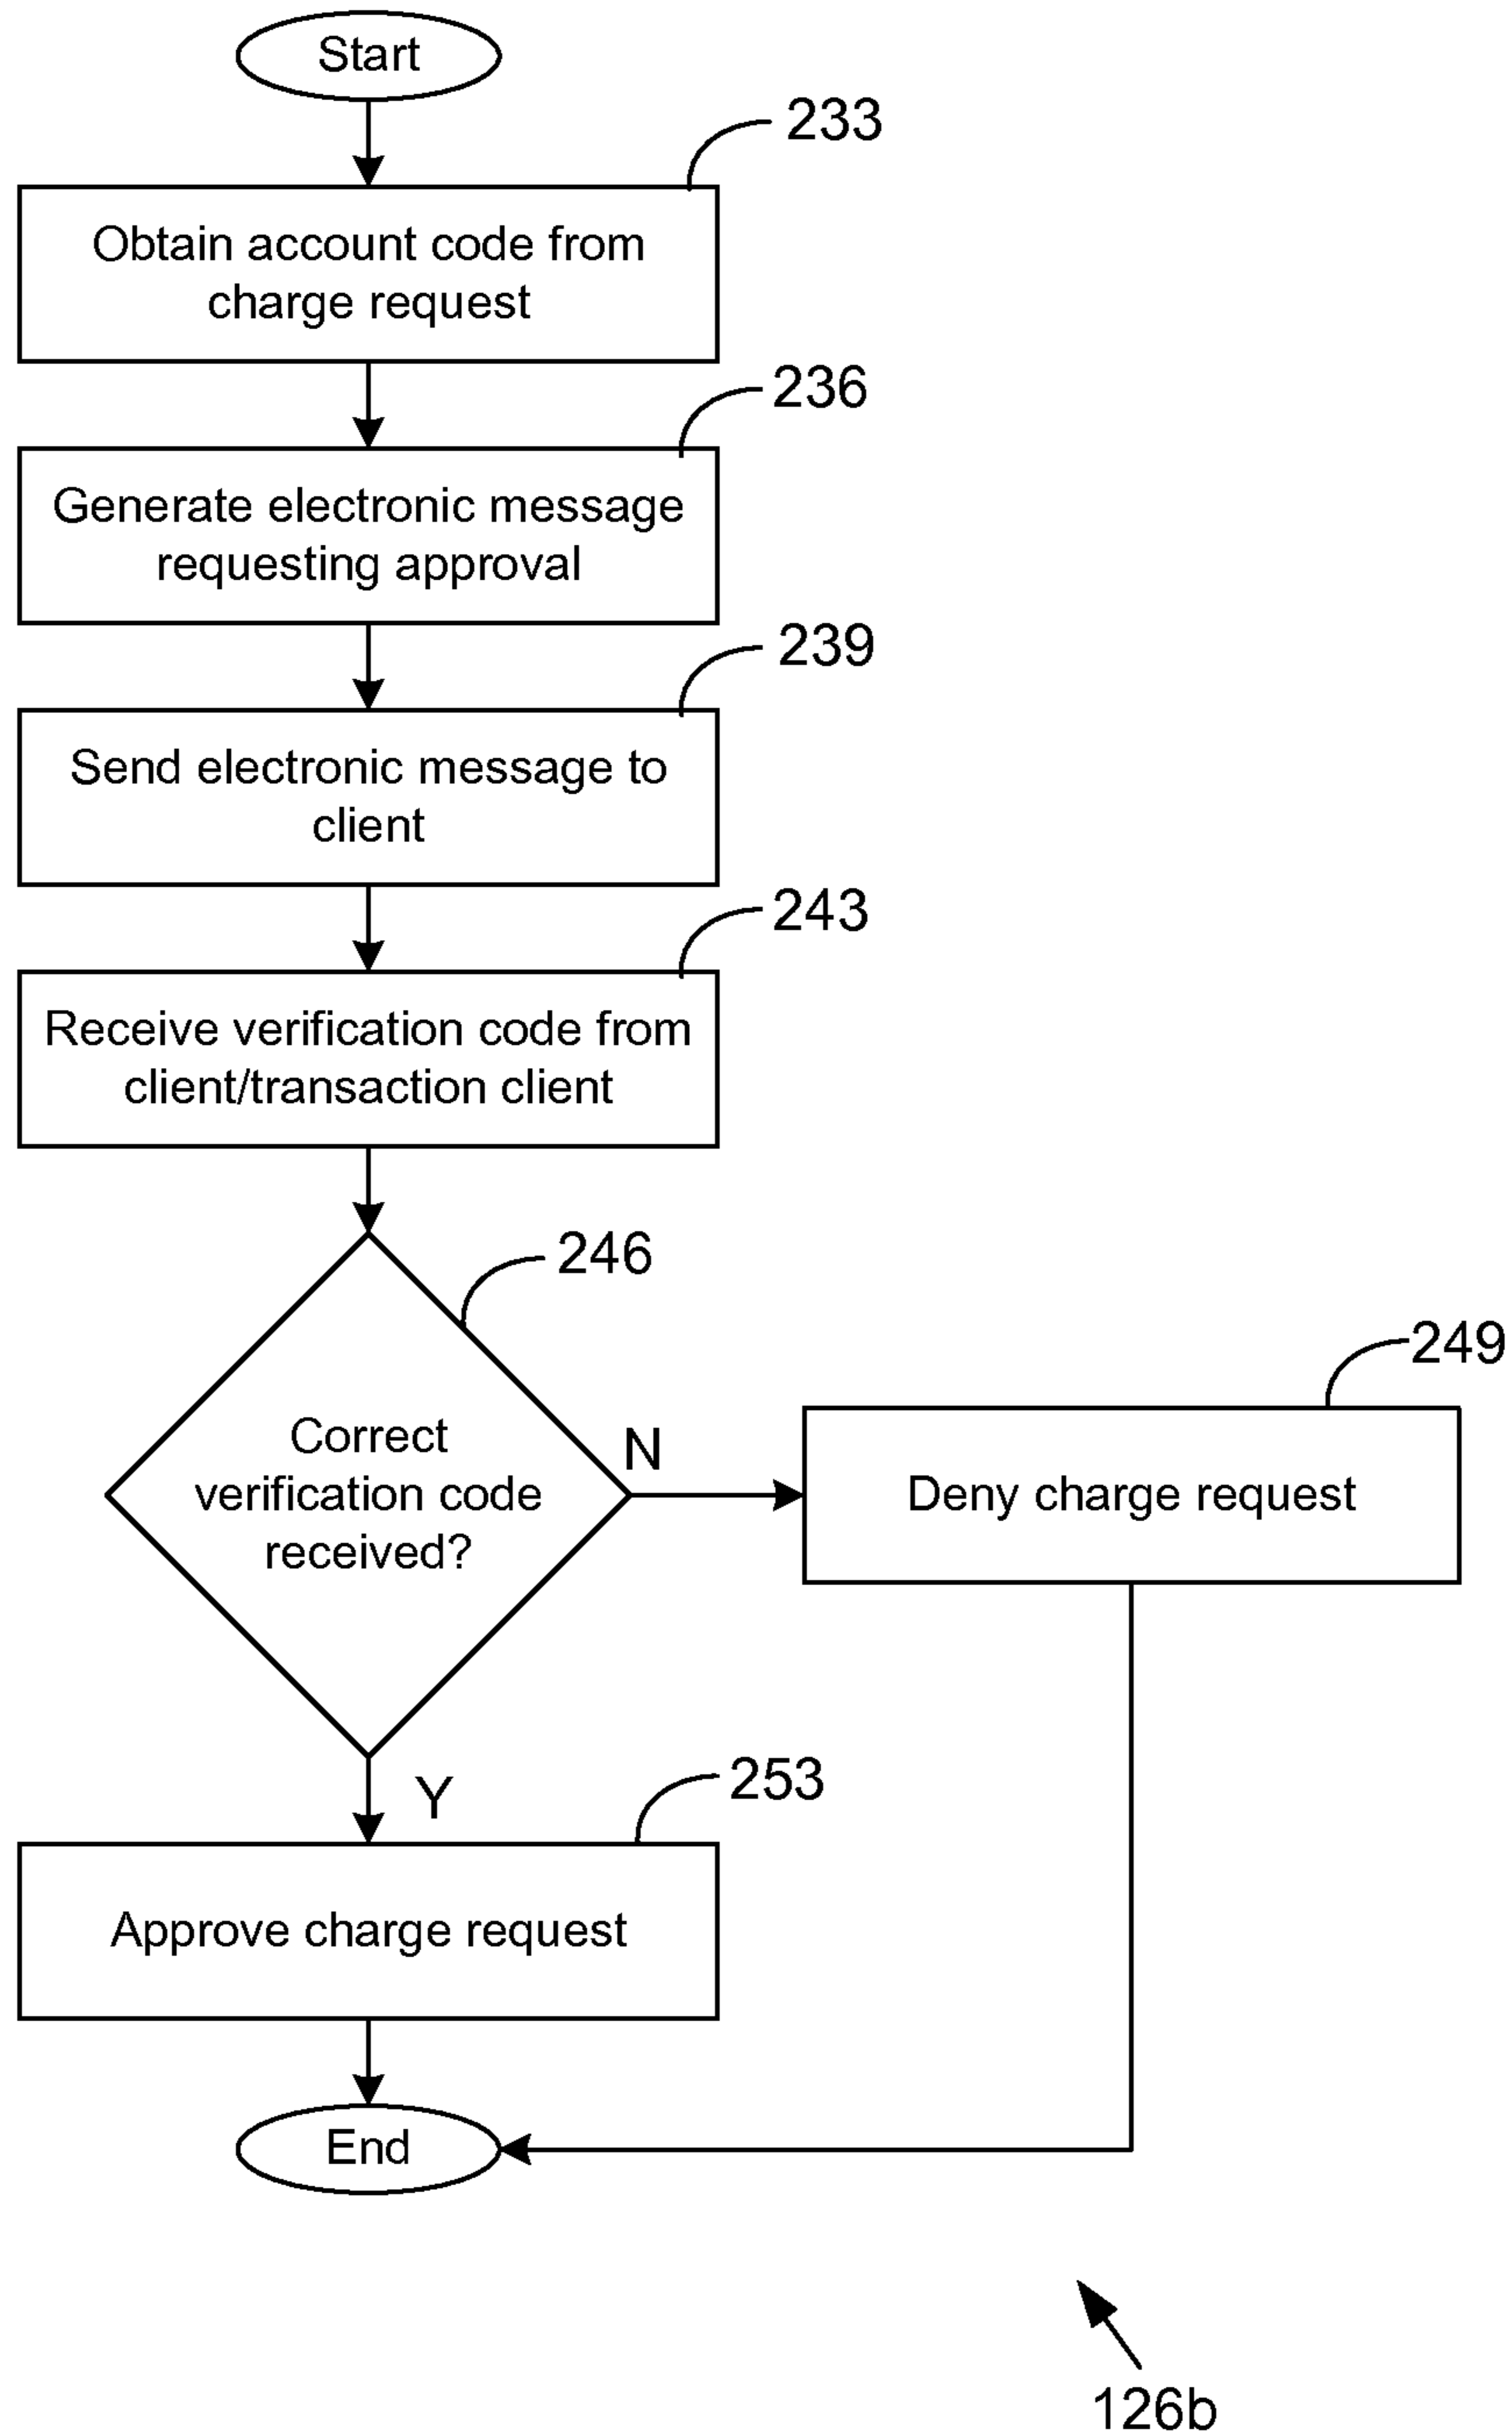 Start
233
Obtain account code from
charge request
236
Generate electronic message
requesting approval
239
Send electronic message to
client
243
Receive verification code from
client/transaction client
246
Correct
verification code
received?
N
249
Deny charge request
Y
253
Approve charge request
End
126b